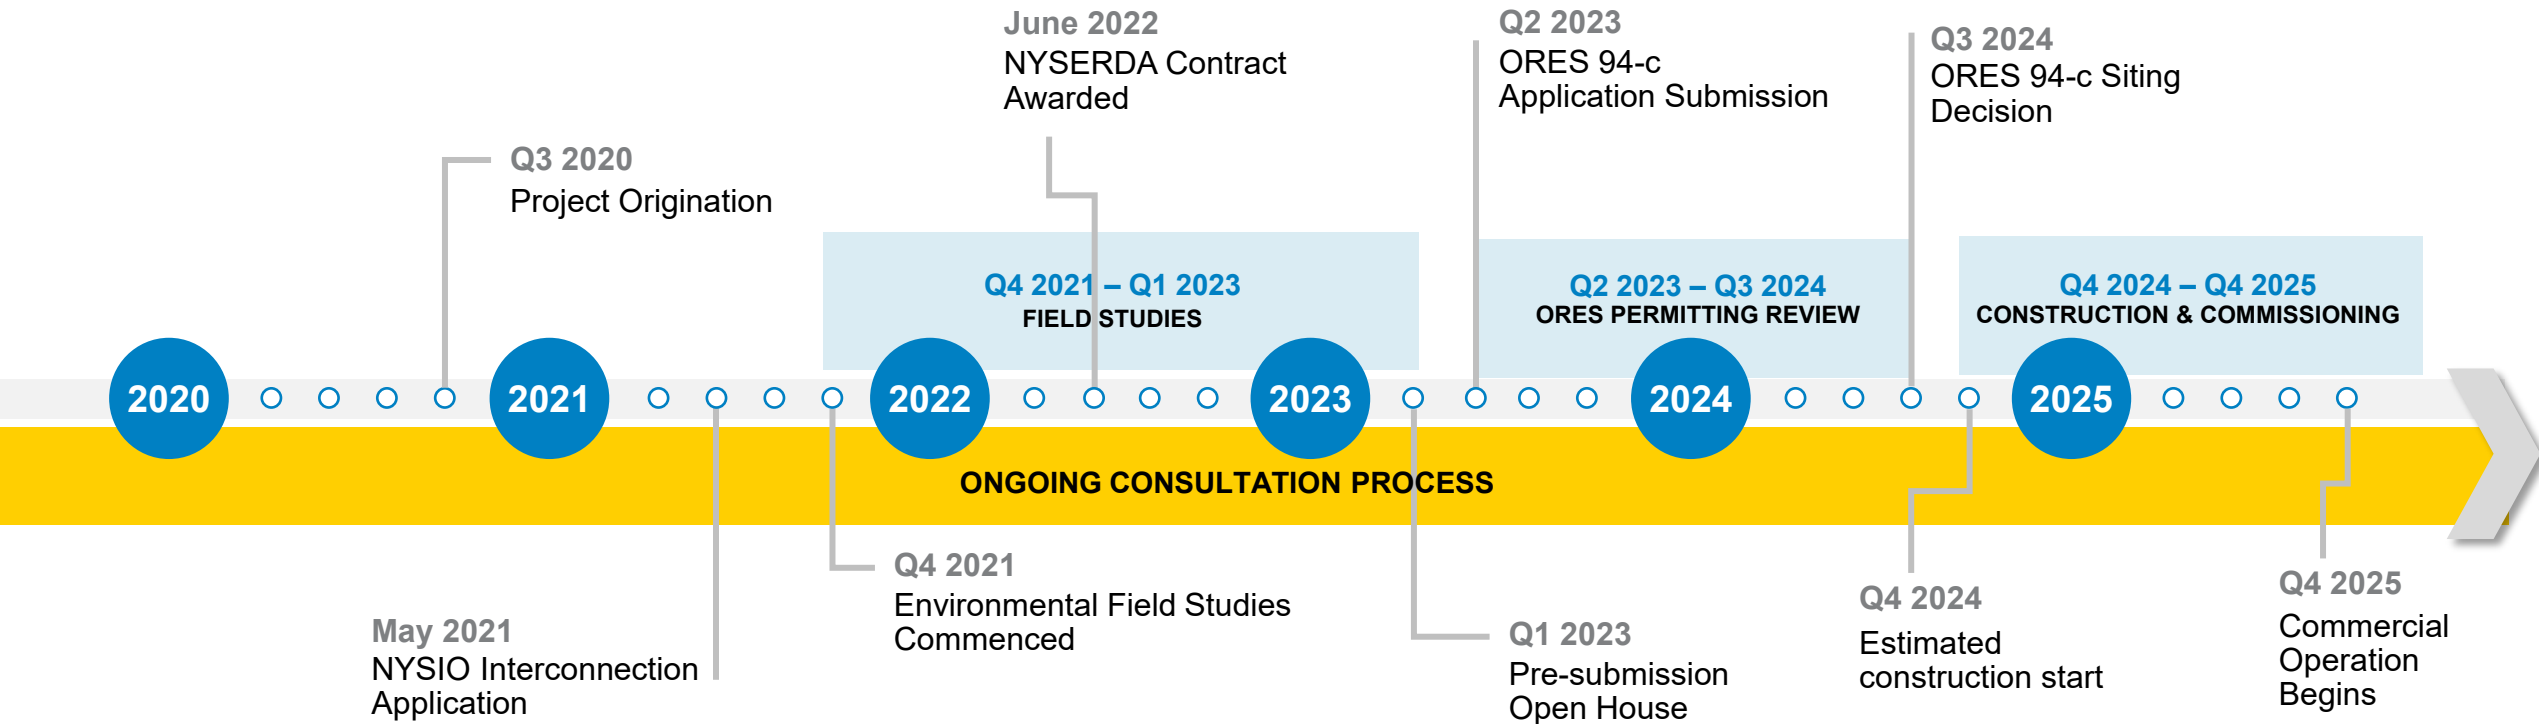 June 2022
NYSERDA Contract
Awarded
Q2 2023
ORES 94-c
Application Submission
Q3 2024
ORES 94-c Siting
Decision
Q3 2020
Project Origination
Q4 2021 – Q1 2023
FIELD STUDIES
Q2 2023 – Q3 2024
ORES PERMITTING REVIEW
Q4 2024 – Q4 2025
CONSTRUCTION & COMMISSIONING
2020
2021
2022
2023
2024
2025
ONGOING CONSULTATION PROCESS
May 2021
NYSIO Interconnection
Application
Q4 2021
Environmental Field Studies
Commenced
Q1 2023
Pre-submission
Open House
Q4 2024
Estimated
construction start
Q4 2025
Commercial
Operation
Begins